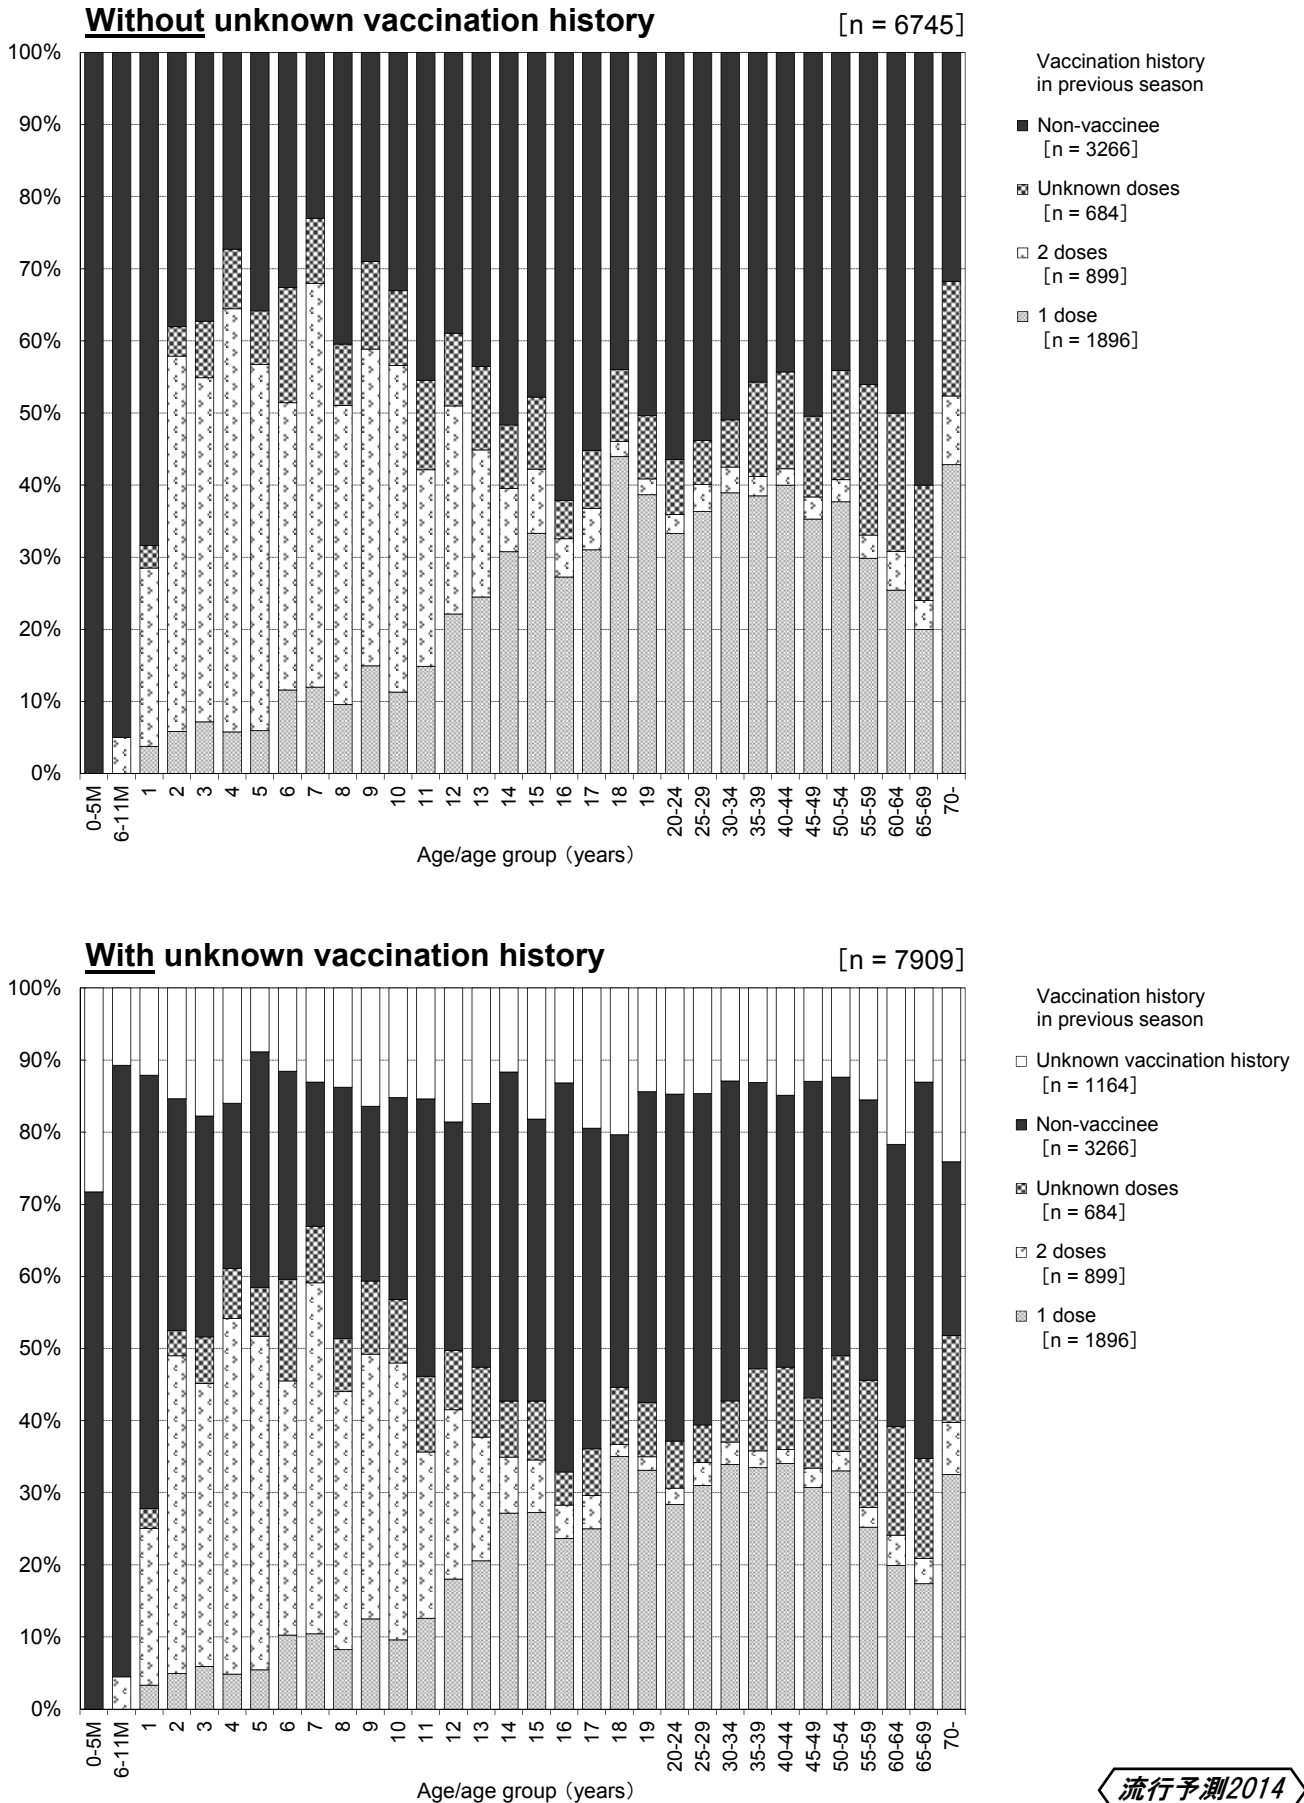 Without unknown vaccination history [n = 6745]
100%
90%
80%
70%
60%
50%
40%
30%
20%
10%
0%
0-5M 6-11M 1 2 3 4 5 6 7 8 9 10 11 12 13 14 15 16 17 18 19 20-24 25-29 30-34 35-39 40-44 45-49 50-54 55-59 60-64 65-69 70-
Age/age group (years)
Vaccination history
in previous season
Non-vaccinee
[n = 3266]
Unknown doses
[n = 684]
2 doses
[n = 899]
1 dose
[n = 1896]
With unknown vaccination history [n = 7909]
100%
90%
80%
70%
60%
50%
40%
30%
20%
10%
0%
0-5M 6-11M 1 2 3 4 5 6 7 8 9 10 11 12 13 14 15 16 17 18 19 20-24 25-29 30-34 35-39 40-44 45-49 50-54 55-59 60-64 65-69 70-
Age/age group (years)
Vaccination history
in previous season
Unknown vaccination history
[n = 1164]
Non-vaccinee
[n = 3266]
Unknown doses
[n = 684]
2 doses
[n = 899]
1 dose
[n = 1896]
流行予測2014